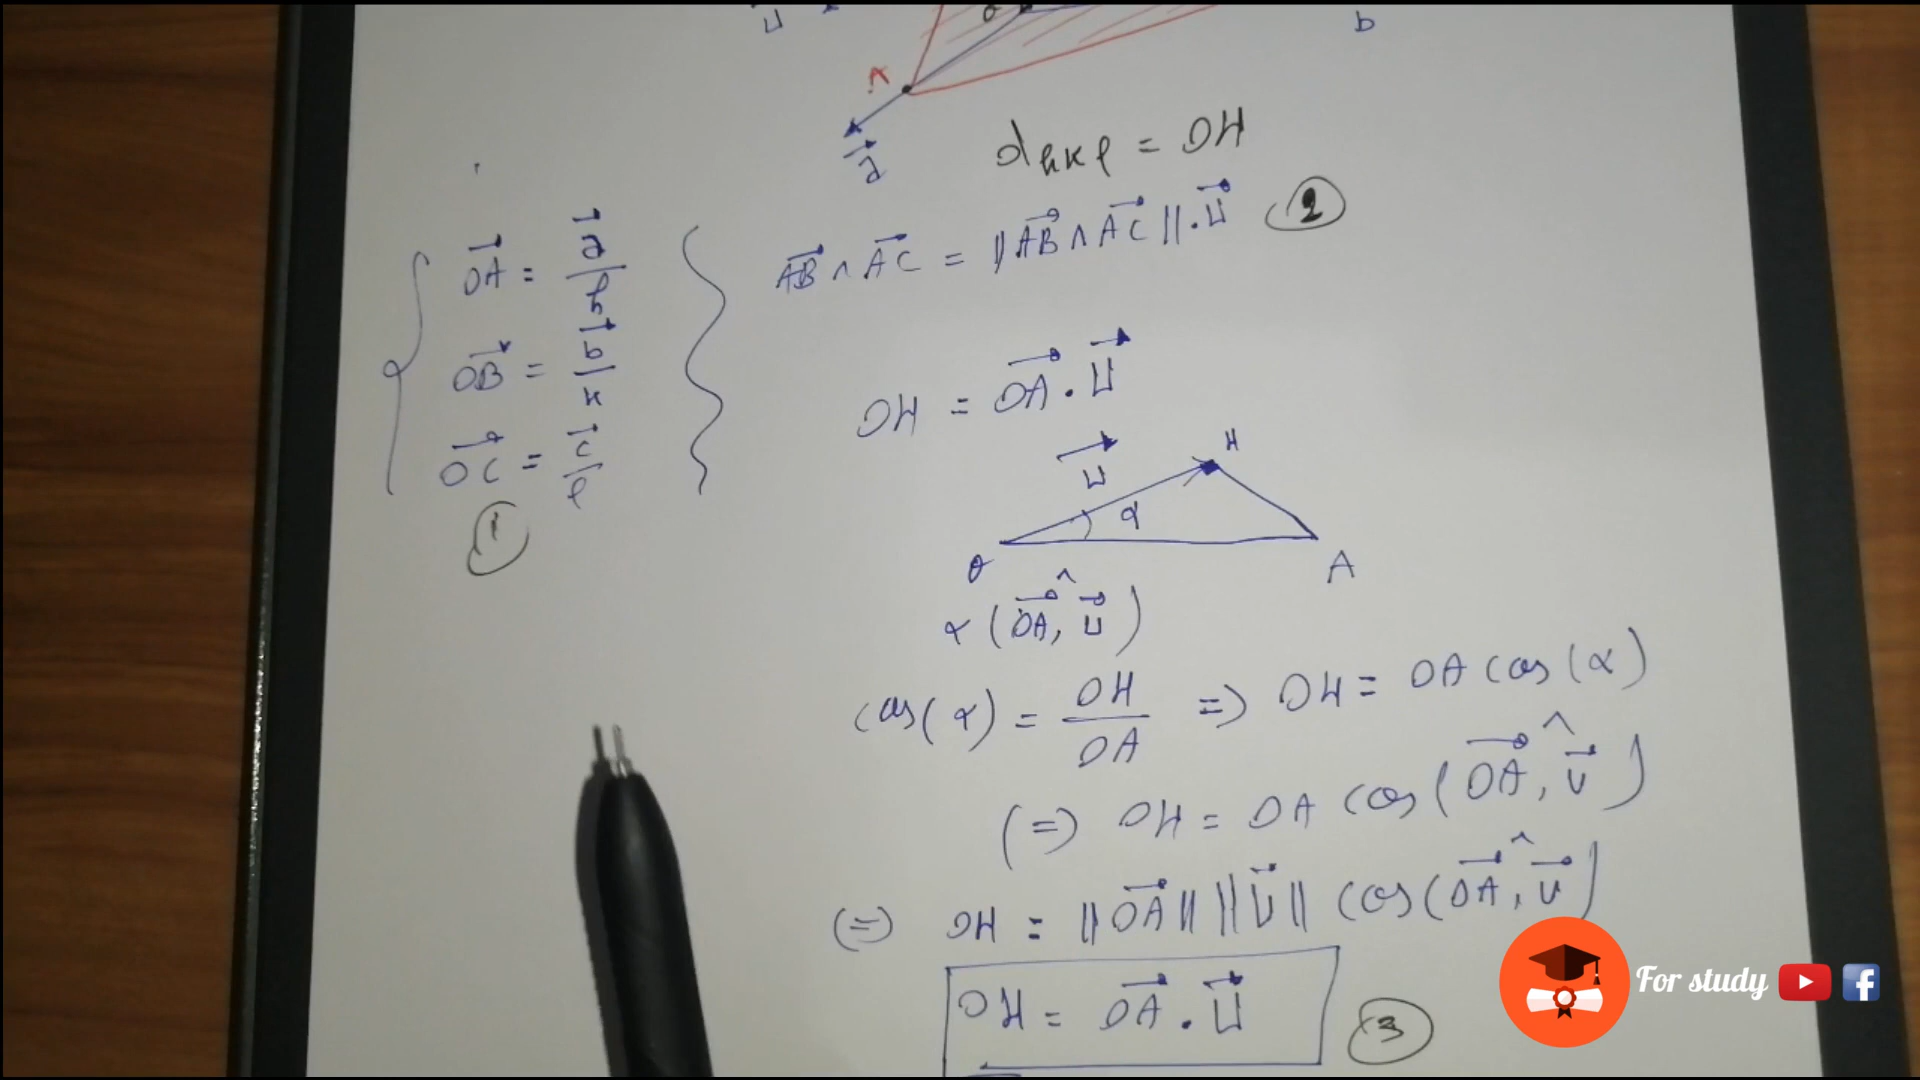 u
o
b
A
a
d_hkl = OH
OA = a/h
OB = b/k
OC = c/l
①
AB ∧ AC = ||AB ∧ AC||.u ②
OH = OA . u
u
H
α
O
A
α (OA, u)
cos(α) = OH/OA => OH = OA cos(α)
(=) OH = OA cos(OA, u)
(=) OH = ||OA|| ||u|| cos(OA, u)
OH = OA . u
③
For study